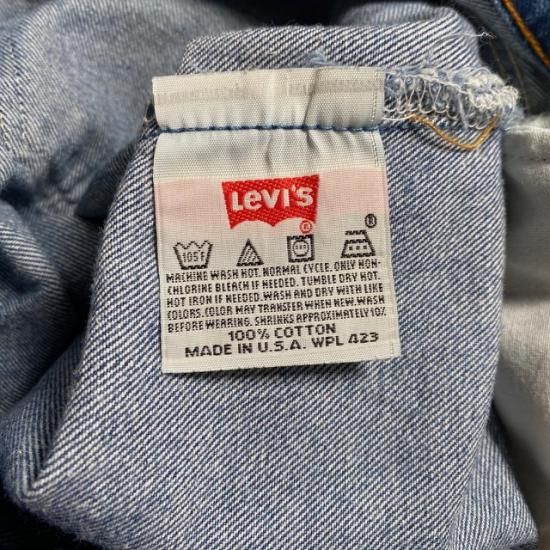 LEVI'S
105F
MACHINE WASH HOT. NORMAL CYCLE. ONLY NON-
CHLORINE BLEACH IF NEEDED. TUMBLE DRY HOT.
HOT IRON IF NEEDED. WASH AND DRY WITH LIKE
COLORS. COLOR MAY TRANSFER WHEN NEW. WASH
BEFORE WEARING. SHRINKS APPROXIMATELY 10%
100% COTTON
MADE IN U.S.A. WPL 423